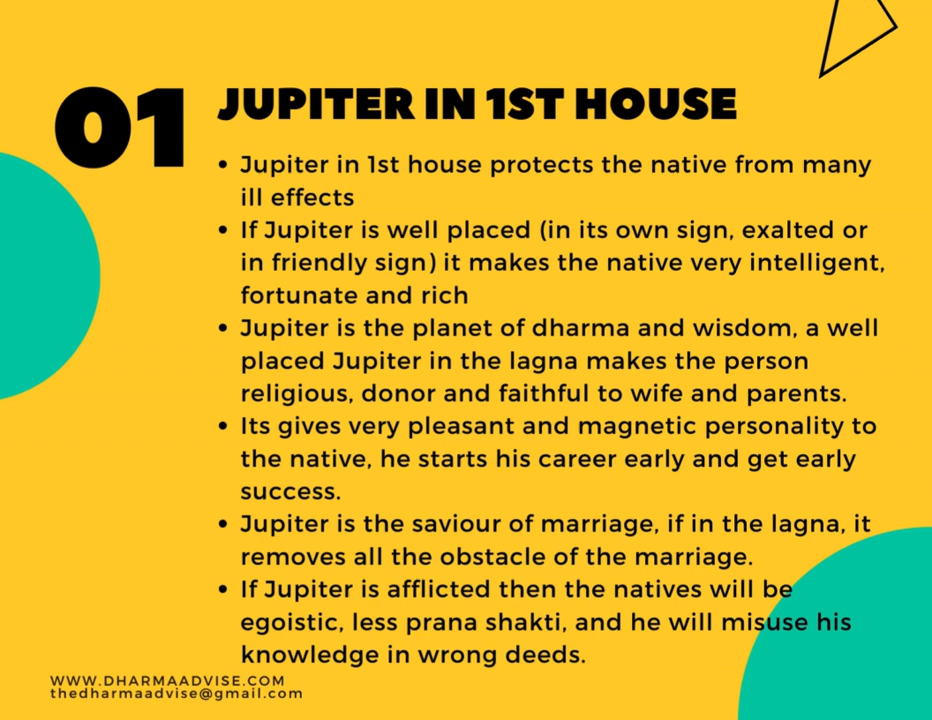 01
JUPITER IN 1ST HOUSE
• Jupiter in 1st house protects the native from many
ill effects
• If Jupiter is well placed (in its own sign, exalted or
in friendly sign) it makes the native very intelligent,
fortunate and rich
• Jupiter is the planet of dharma and wisdom, a well
placed Jupiter in the lagna makes the person
religious, donor and faithful to wife and parents.
• Its gives very pleasant and magnetic personality to
the native, he starts his career early and get early
success.
• Jupiter is the saviour of marriage, if in the lagna, it
removes all the obstacle of the marriage.
• If Jupiter is afflicted then the natives will be
egoistic, less prana shakti, and he will misuse his
knowledge in wrong deeds.
WWW.DHARMAADVISE.COM
thedharmaadvise@gmail.com